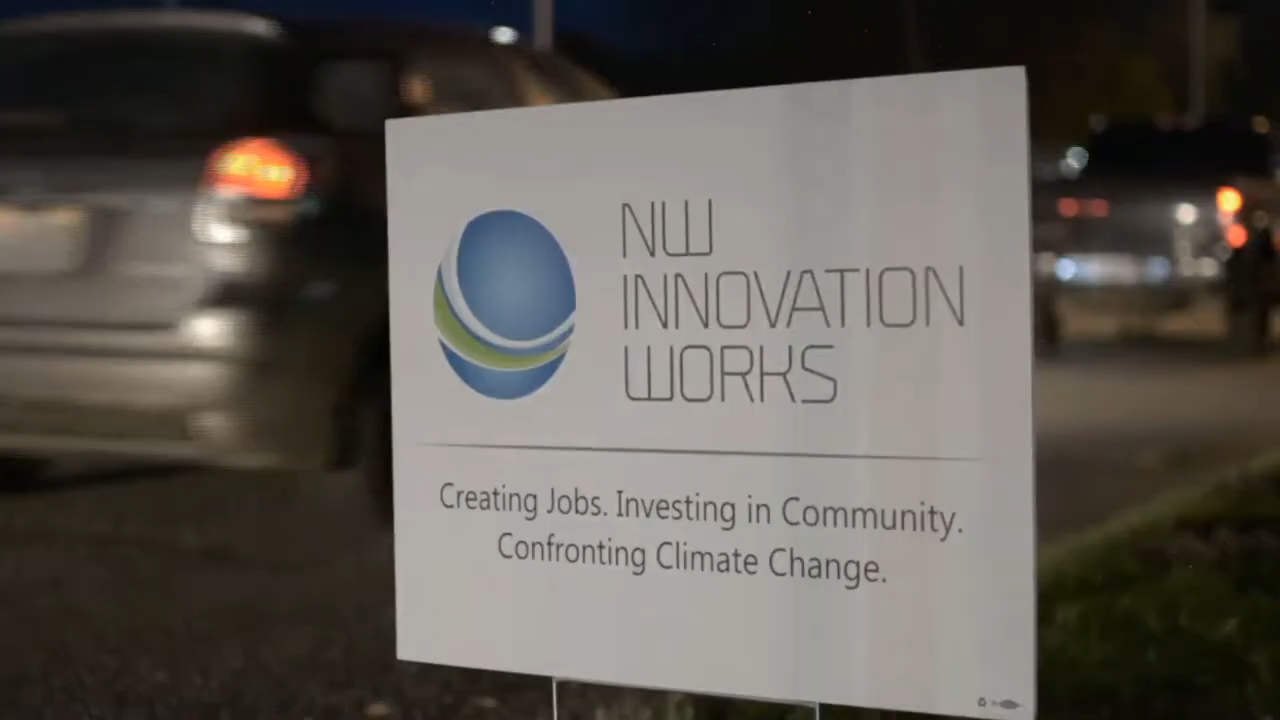 NW
INNOVATION
WORKS
Creating Jobs. Investing in Community.
Confronting Climate Change.